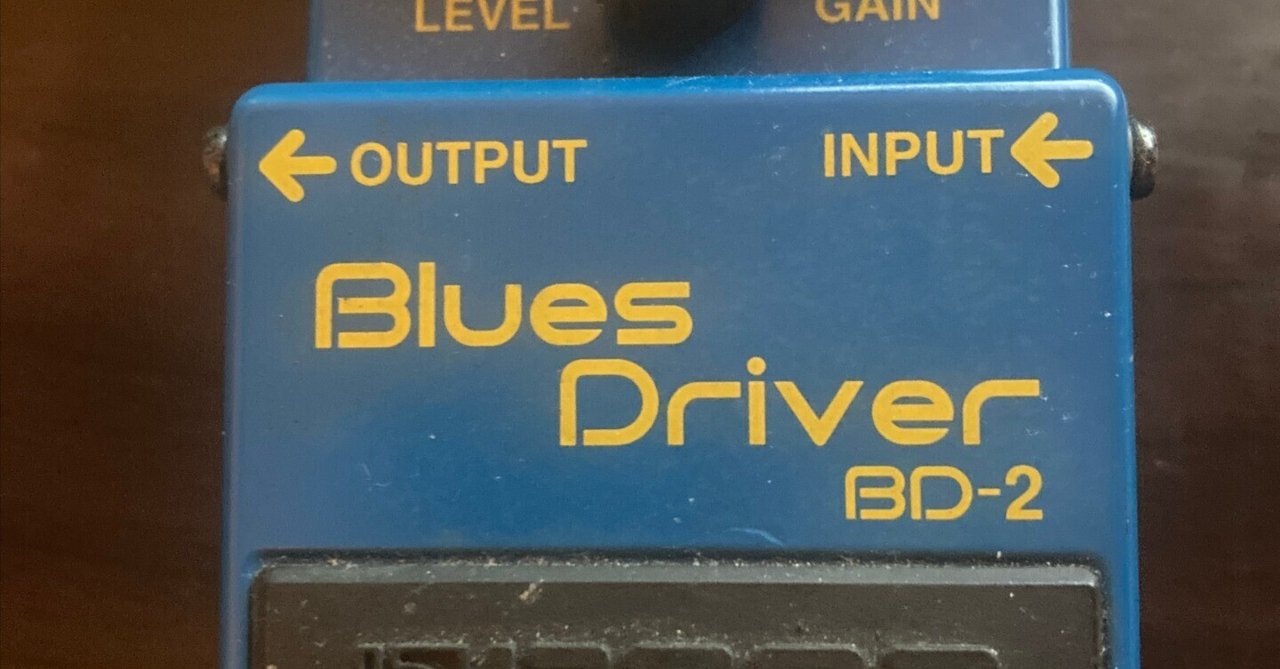 LEVEL GAIN
← OUTPUT INPUT ←
Blues
Driver
BD-2